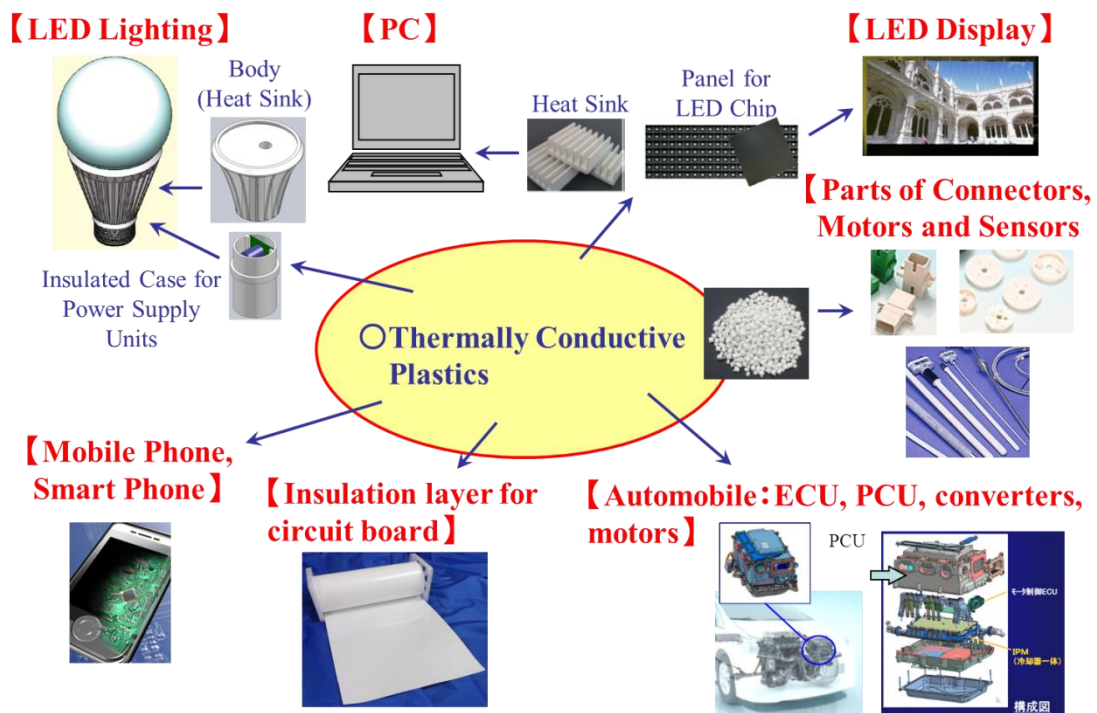 【LED Lighting】
Body
(Heat Sink)
Insulated Case for
Power Supply
Units
【PC】
Heat Sink
Panel for
LED Chip
【LED Display】
【Parts of Connectors,
Motors and Sensors
○Thermally Conductive
Plastics
【Mobile Phone,
Smart Phone】
【Insulation layer for
circuit board】
【Automobile：ECU, PCU, converters,
motors】
PCU
モータ制御ECU
IPM
（冷却器一体）
構成図